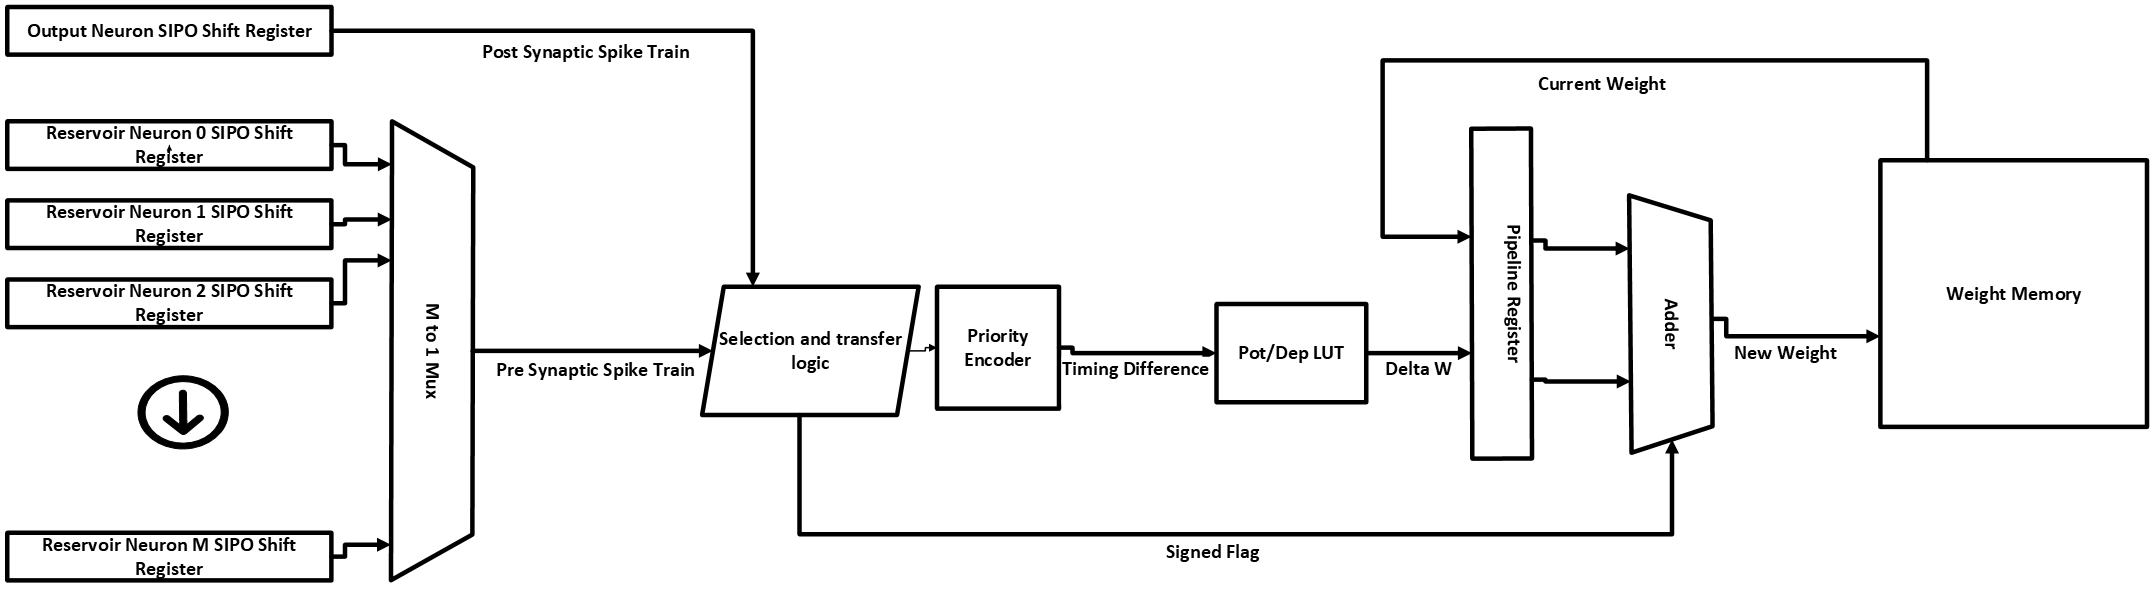 Output Neuron SIPO Shift Register
Post Synaptic Spike Train
Reservoir Neuron 0 SIPO Shift
Register
Reservoir Neuron 1 SIPO Shift
Register
Reservoir Neuron 2 SIPO Shift
Register
Reservoir Neuron M SIPO Shift
Register
M to 1 Mux
Pre Synaptic Spike Train
Selection and transfer
logic
Priority
Encoder
Timing Difference
Pot/Dep LUT
Delta W
Current Weight
Pipeline Register
Adder
New Weight
Weight Memory
Signed Flag